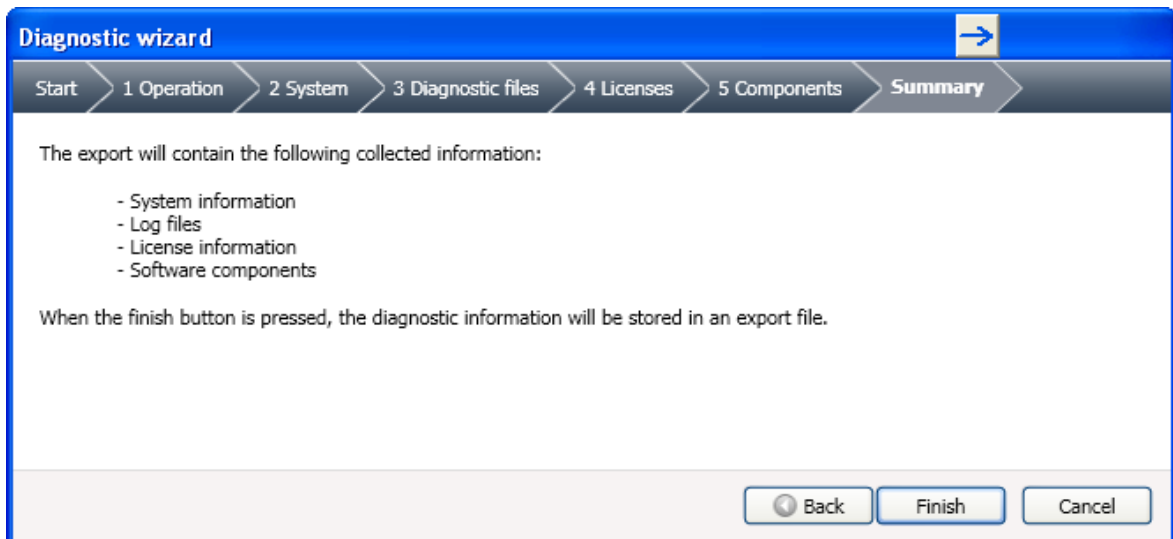 Diagnostic wizard
Start 1 Operation 2 System 3 Diagnostic files 4 Licenses 5 Components Summary
The export will contain the following collected information:
- System information
- Log files
- License information
- Software components
When the finish button is pressed, the diagnostic information will be stored in an export file.
Back Finish Cancel